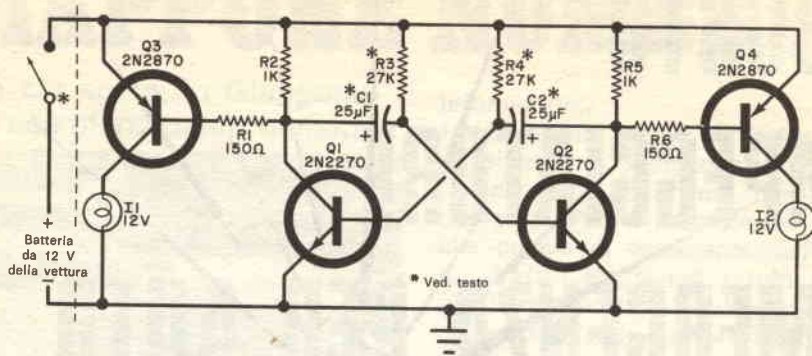 Q3
2N2870
R2
1K
*
R3
27K
R4*
27K
R5
1K
Q4
2N2870
*
C1
25µF
+
C2*
25µF
+
*
R1
150Ω
R6
150Ω
Q1
2N2270
Q2
2N2270
I1
12V
I2
12V
+
Batteria
da 12 V
della vettura
−
* Ved. testo